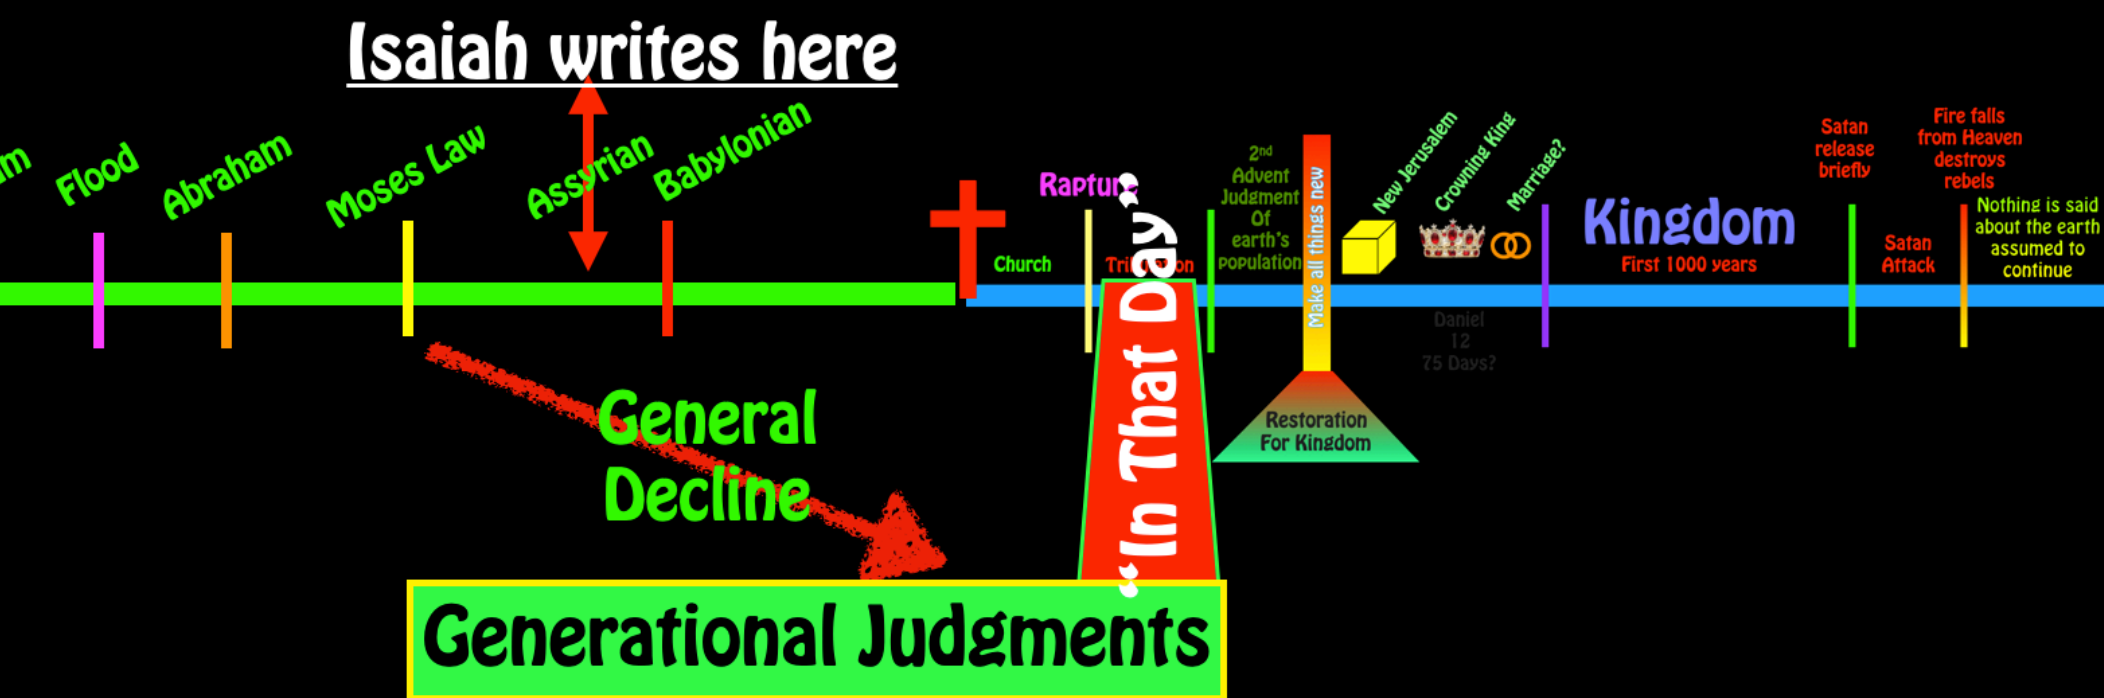 Isaiah writes here
m
Flood
Abraham
Moses Law
Assyrian
Babylonian
Rapture
Church
Tribulation
2nd
Advent
Judgment
Of
earth's
population
Make all things new
New Jerusalem
Crowning King
Marriage?
Kingdom
First 1000 years
Satan
release
briefly
Satan
Attack
Fire falls
from Heaven
destroys
rebels
Nothing is said
about the earth
assumed to
continue
Daniel
12
75 Days?
Restoration
For Kingdom
"In That Day"
General
Decline
Generational Judgments